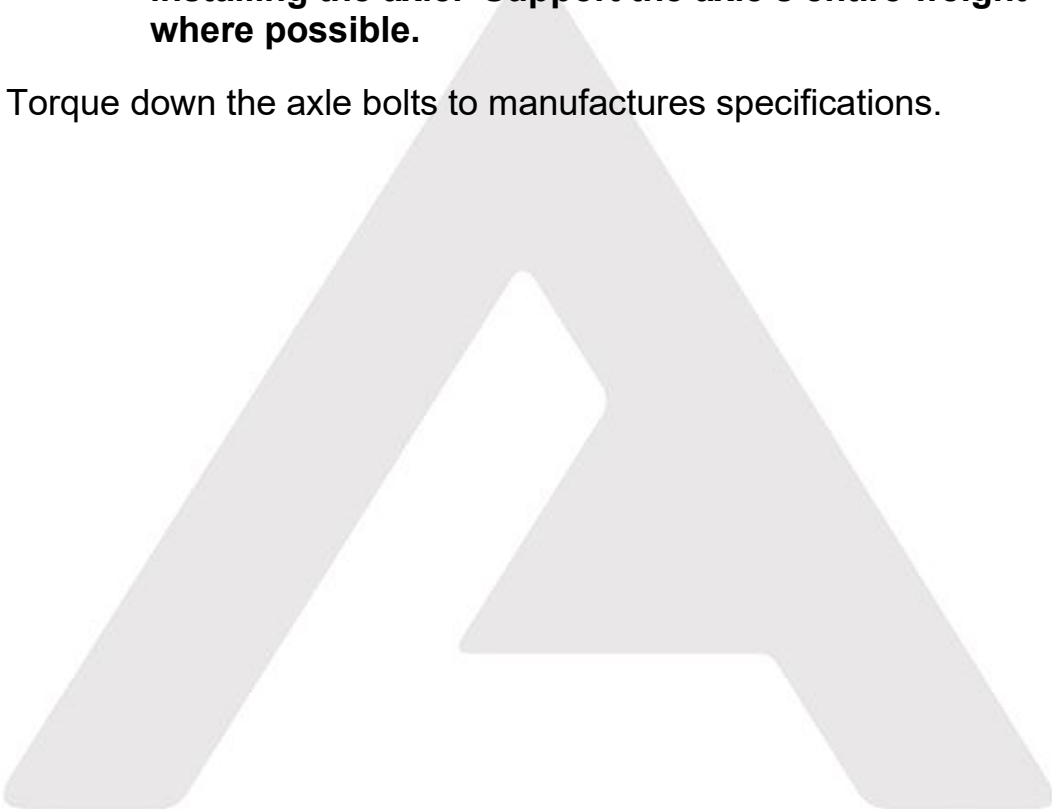 installing the axle. Support the axle's entire weight
where possible.
Torque down the axle bolts to manufactures specifications.